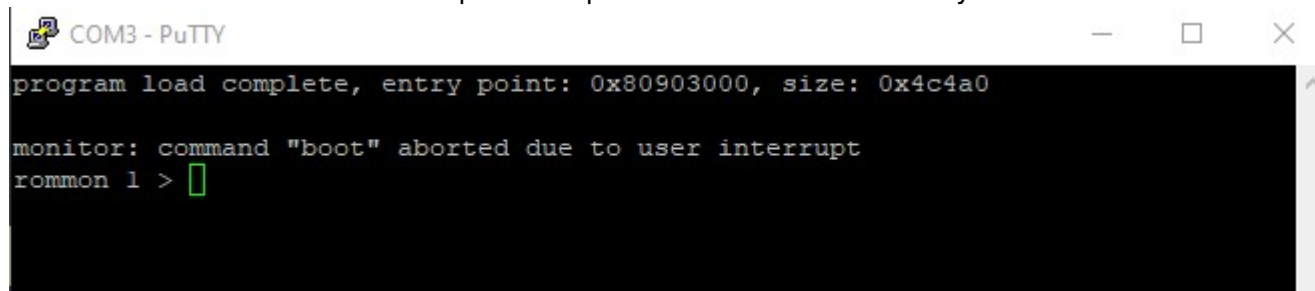 COM3 - PuTTY
program load complete, entry point: 0x80903000, size: 0x4c4a0
monitor: command "boot" aborted due to user interrupt
rommon 1 >